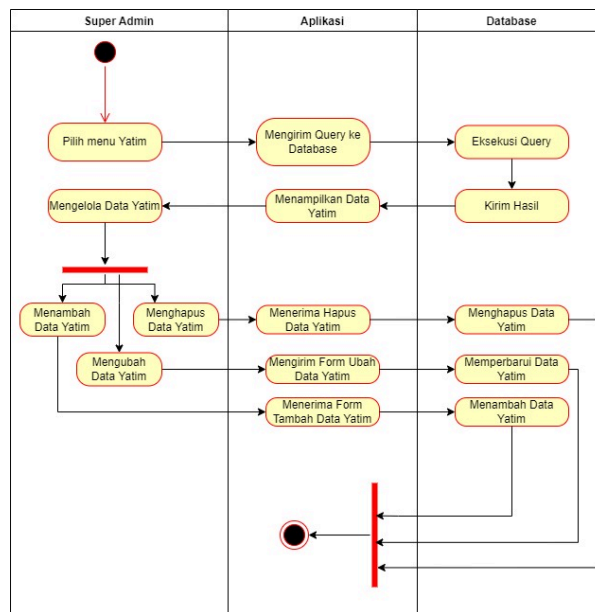 Super Admin
Aplikasi
Database
Pilih menu Yatim
Mengirim Query ke
Database
Eksekusi Query
Mengelola Data Yatim
Menampilkan Data
Yatim
Kirim Hasil
Menambah
Data Yatim
Menghapus
Data Yatim
Menerima Hapus
Data Yatim
Menghapus Data
Yatim
Mengubah
Data Yatim
Mengirim Form Ubah
Data Yatim
Memperbarui Data
Yatim
Menerima Form
Tambah Data Yatim
Menambah Data
Yatim